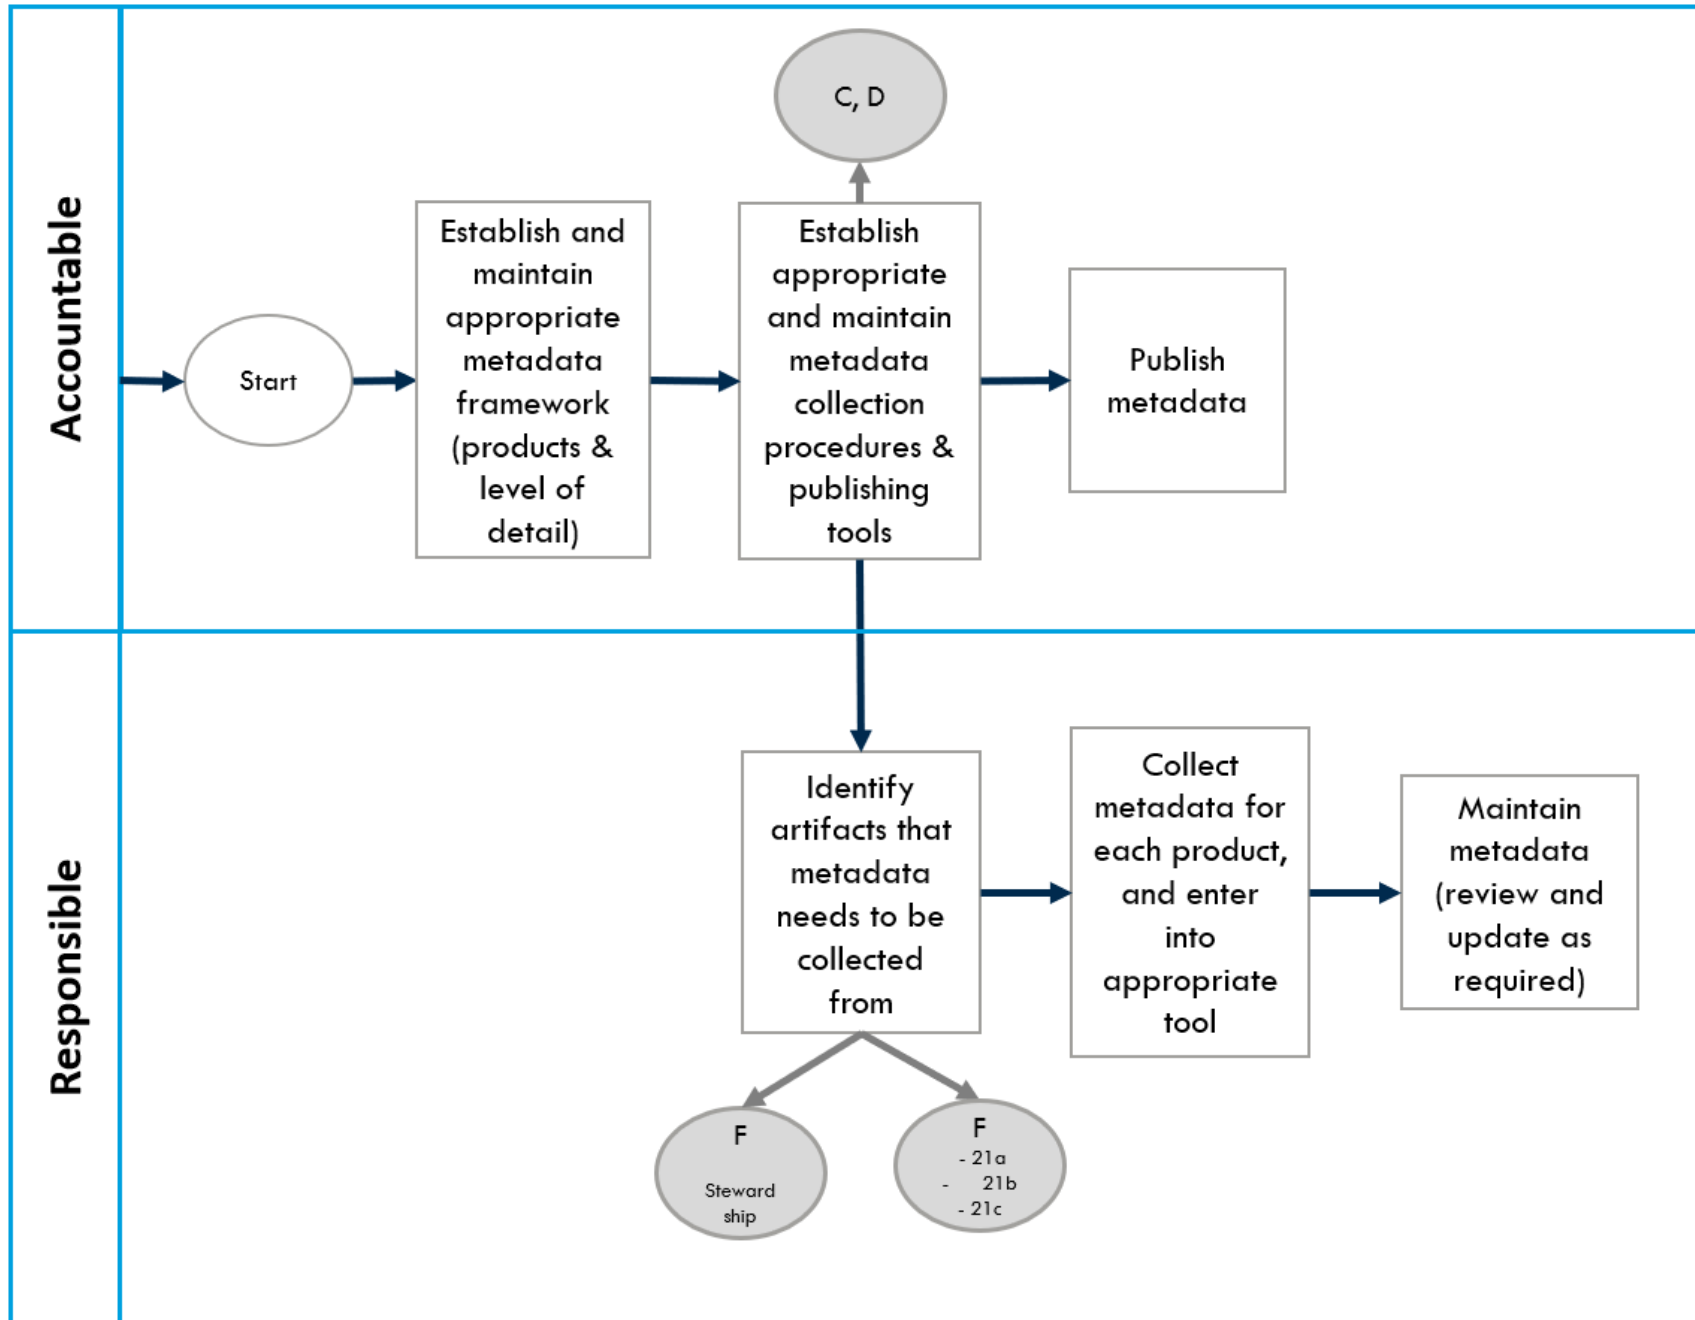 Accountable
C, D
Start
Establish and
maintain
appropriate
metadata
framework
(products &
level of
detail)
Establish
appropriate
and maintain
metadata
collection
procedures &
publishing
tools
Publish
metadata
Responsible
Identify
artifacts that
metadata
needs to be
collected
from
Collect
metadata for
each product,
and enter
into
appropriate
tool
Maintain
metadata
(review and
update as
required)
F
Steward
ship
F
- 21a
- 21b
- 21c